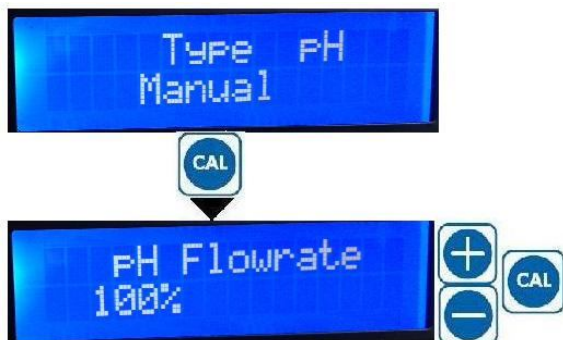 Type pH
Manual
CAL
pH Flowrate
100%
+
CAL
−